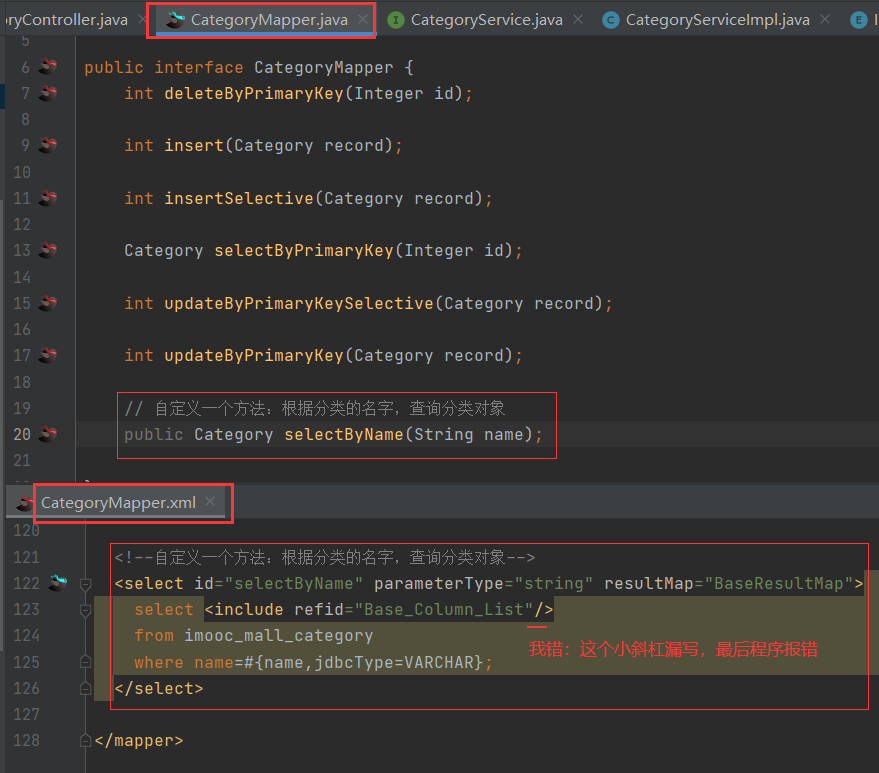 ryController.java × CategoryMapper.java × I CategoryService.java × C CategoryServiceImpl.java × E I
5
6 public interface CategoryMapper {
7 int deleteByPrimaryKey(Integer id);
8
9 int insert(Category record);
10
11 int insertSelective(Category record);
12
13 Category selectByPrimaryKey(Integer id);
14
15 int updateByPrimaryKeySelective(Category record);
16
17 int updateByPrimaryKey(Category record);
18
19 // 自定义一个方法：根据分类的名字，查询分类对象
20 public Category selectByName(String name);
21
CategoryMapper.xml ×
120
121 <!--自定义一个方法：根据分类的名字，查询分类对象-->
122 <select id="selectByName" parameterType="string" resultMap="BaseResultMap">
123 select <include refid="Base_Column_List"/>
124 from imooc_mall_category
125 where name=#{name,jdbcType=VARCHAR};
我错：这个小斜杠漏写，最后程序报错
126 </select>
127
128 </mapper>